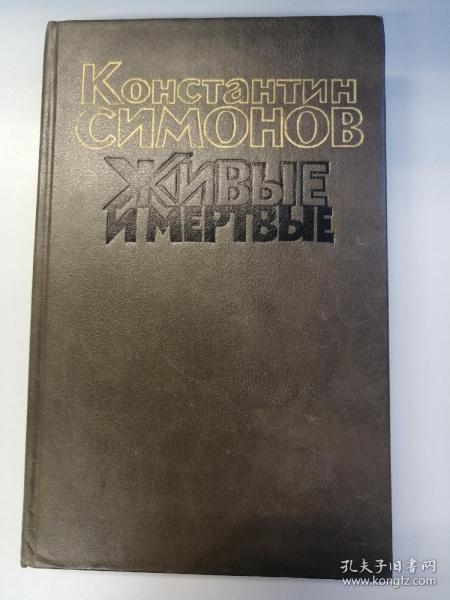 Константин
СИМОНОВ
ЖИВЫЕ
И МЕРТВЫЕ
孔夫子旧书网
www.kongfz.com